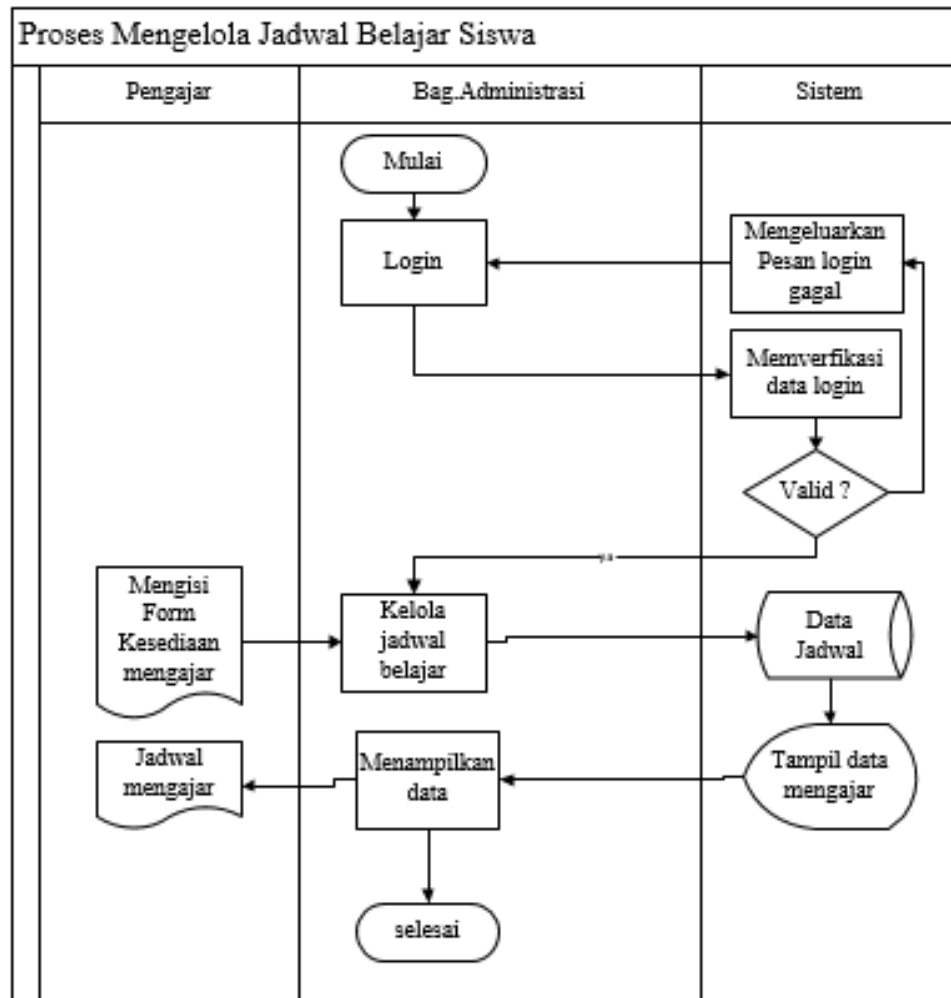 Proses Mengelola Jadwal Belajar Siswa
Pengajar
Bag.Administrasi
Sistem
Mulai
Login
Mengeluarkan
Pesan login
gagal
Memverfikasi
data login
Valid ?
ya
Mengisi
Form
Kesediaan
mengajar
Kelola
jadwal
belajar
Data
Jadwal
Jadwal
mengajar
Menampilkan
data
Tampil data
mengajar
selesai